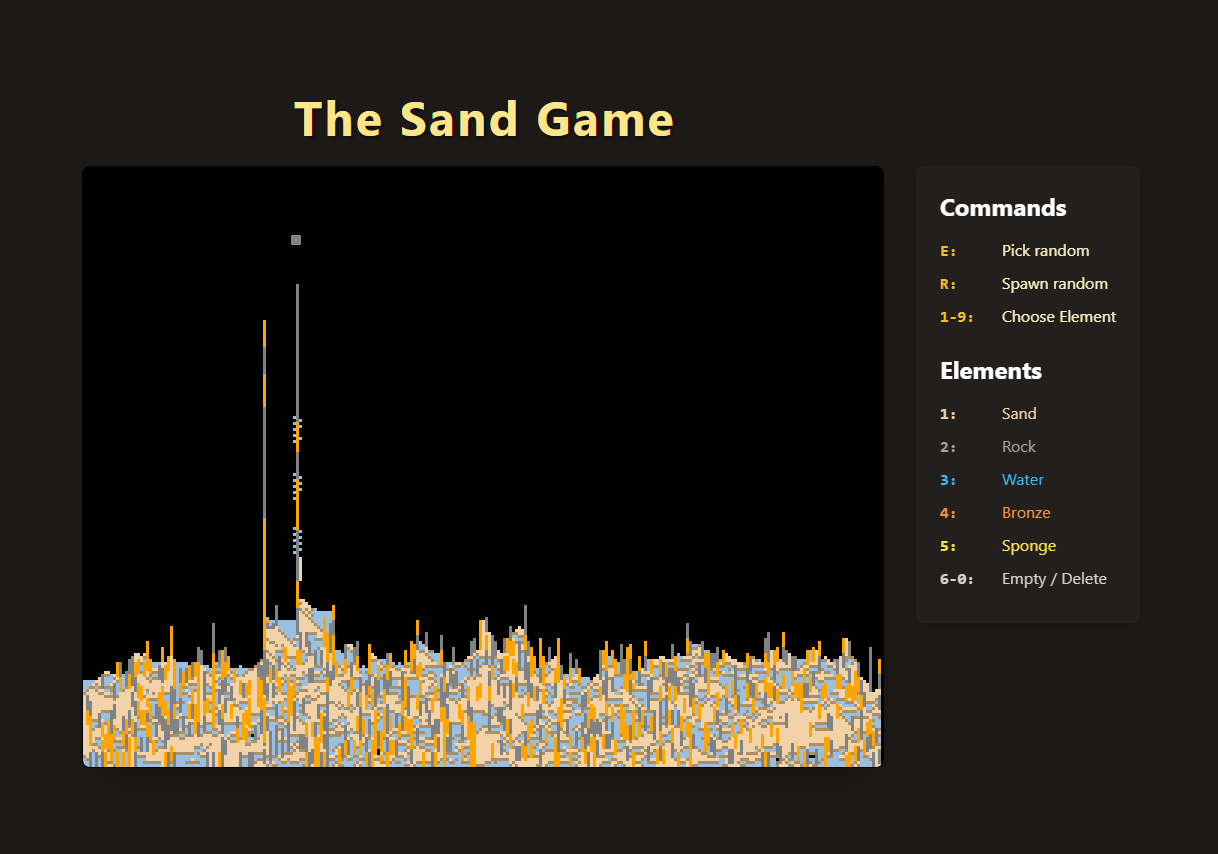 The Sand Game
Commands
E: Pick random
R: Spawn random
1-9: Choose Element
Elements
1: Sand
2: Rock
3: Water
4: Bronze
5: Sponge
6-0: Empty / Delete